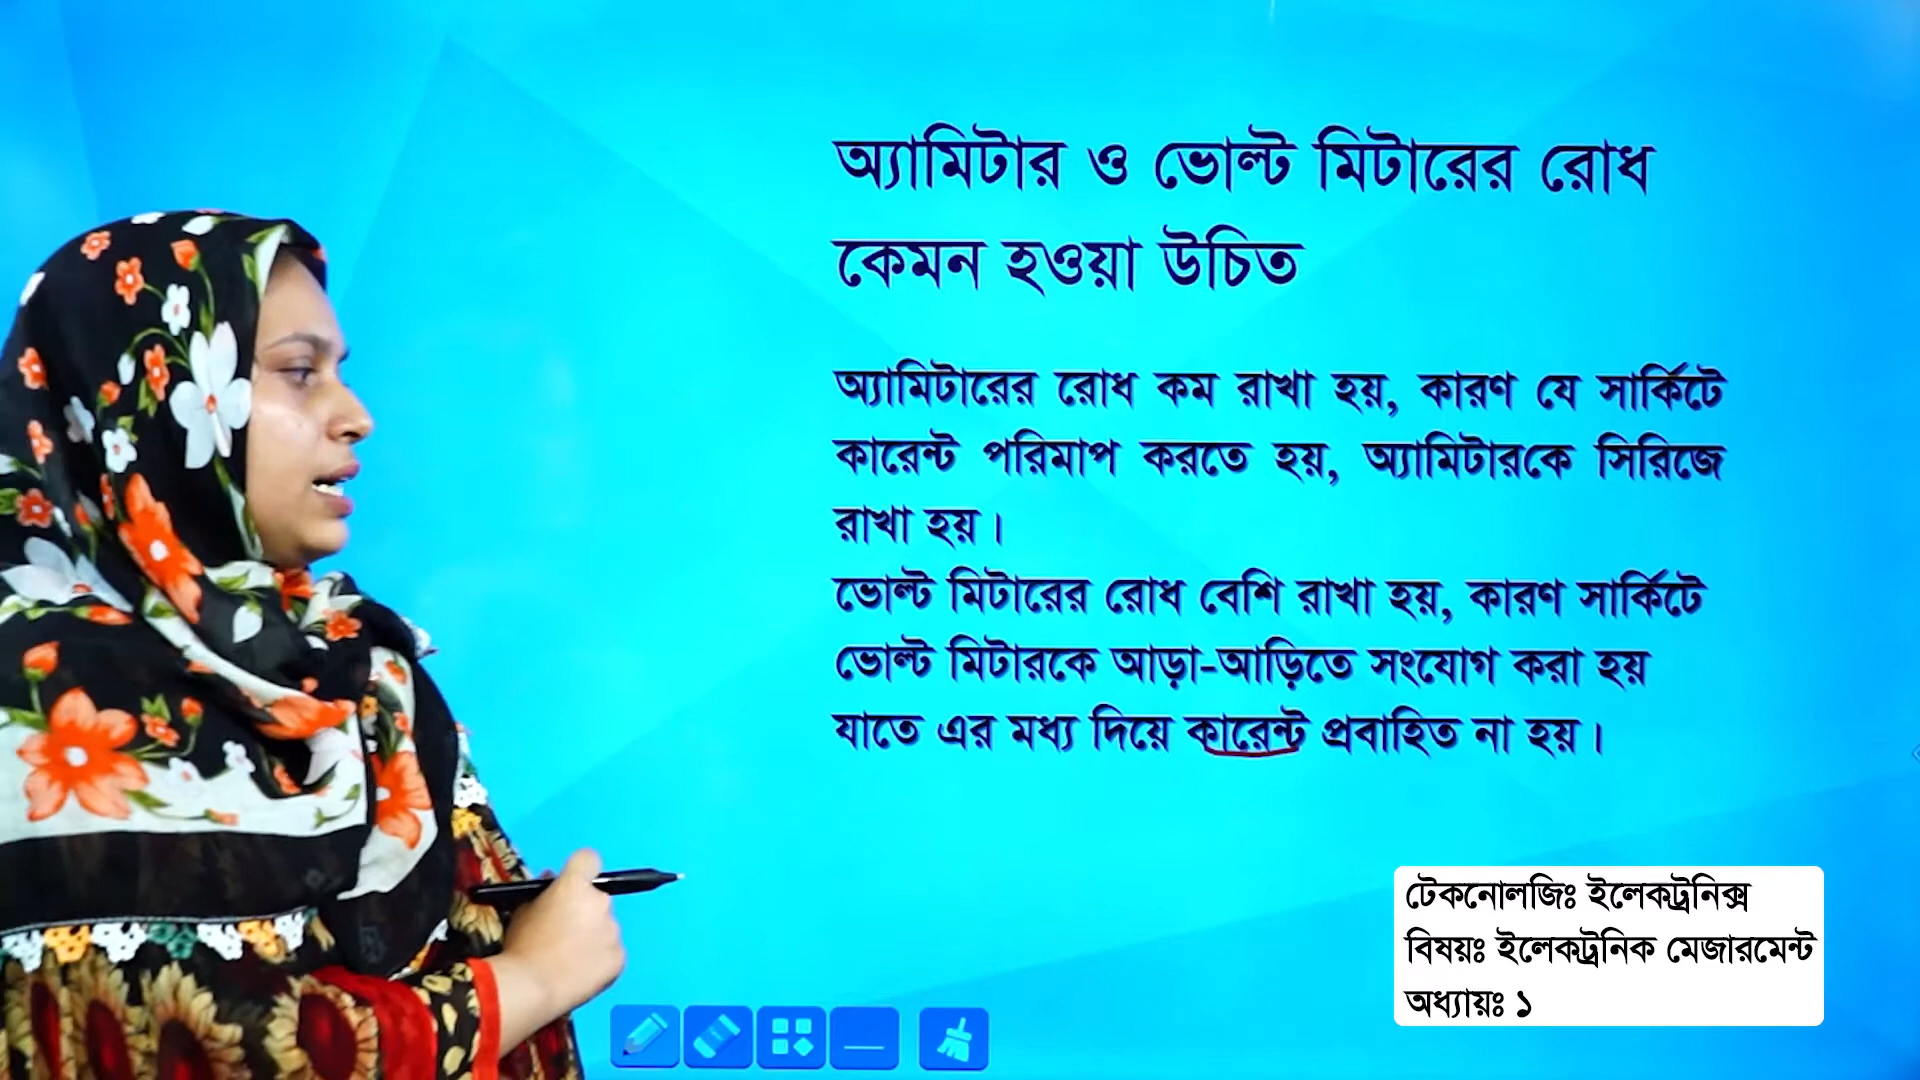 অ্যামিটার ও ভোল্ট মিটারের রোধ
কেমন হওয়া উচিত
অ্যামিটারের রোধ কম রাখা হয়, কারণ যে সার্কিটে
কারেন্ট পরিমাপ করতে হয়, অ্যামিটারকে সিরিজে
রাখা হয়।
ভোল্ট মিটারের রোধ বেশি রাখা হয়, কারণ সার্কিটে
ভোল্ট মিটারকে আড়া-আড়িতে সংযোগ করা হয়
যাতে এর মধ্য দিয়ে কারেন্ট প্রবাহিত না হয়।
টেকনোলজিঃ ইলেকট্রনিক্স
বিষয়ঃ ইলেকট্রনিক মেজারমেন্ট
অধ্যায়ঃ ১